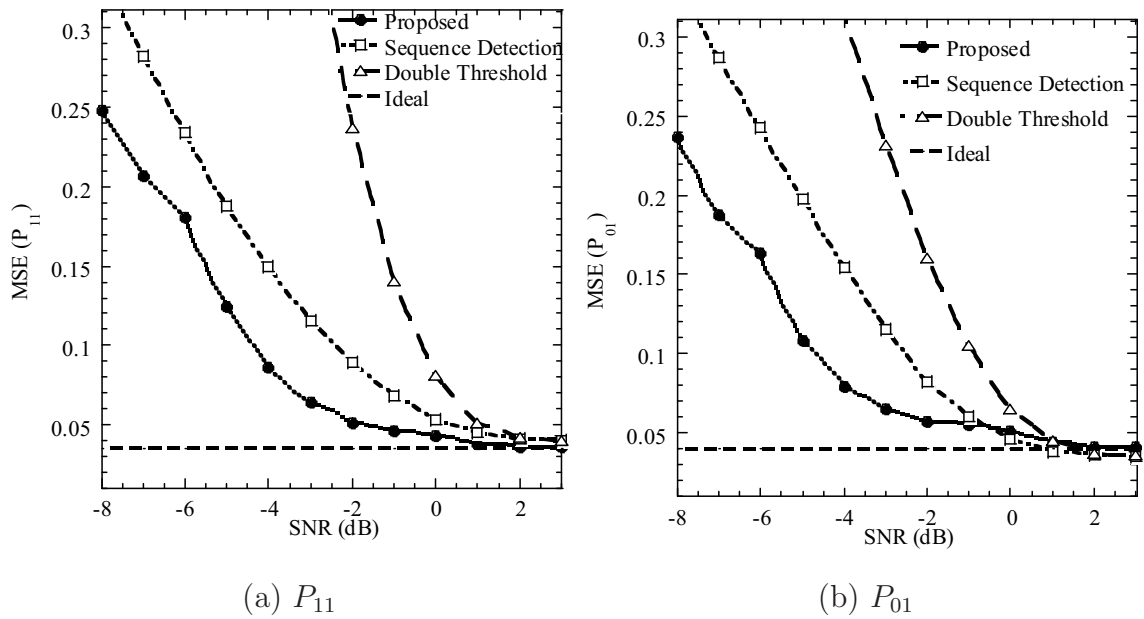 0.3
0.25
0.2
0.15
0.1
0.05
MSE (P11)
-8 -6 -4 -2 0 2
SNR (dB)
Proposed
Sequence Detection
Double Threshold
Ideal
(a) P11
0.3
0.25
0.2
0.15
0.1
0.05
MSE (P01)
-8 -6 -4 -2 0 2
SNR (dB)
Proposed
Sequence Detection
Double Threshold
Ideal
(b) P01